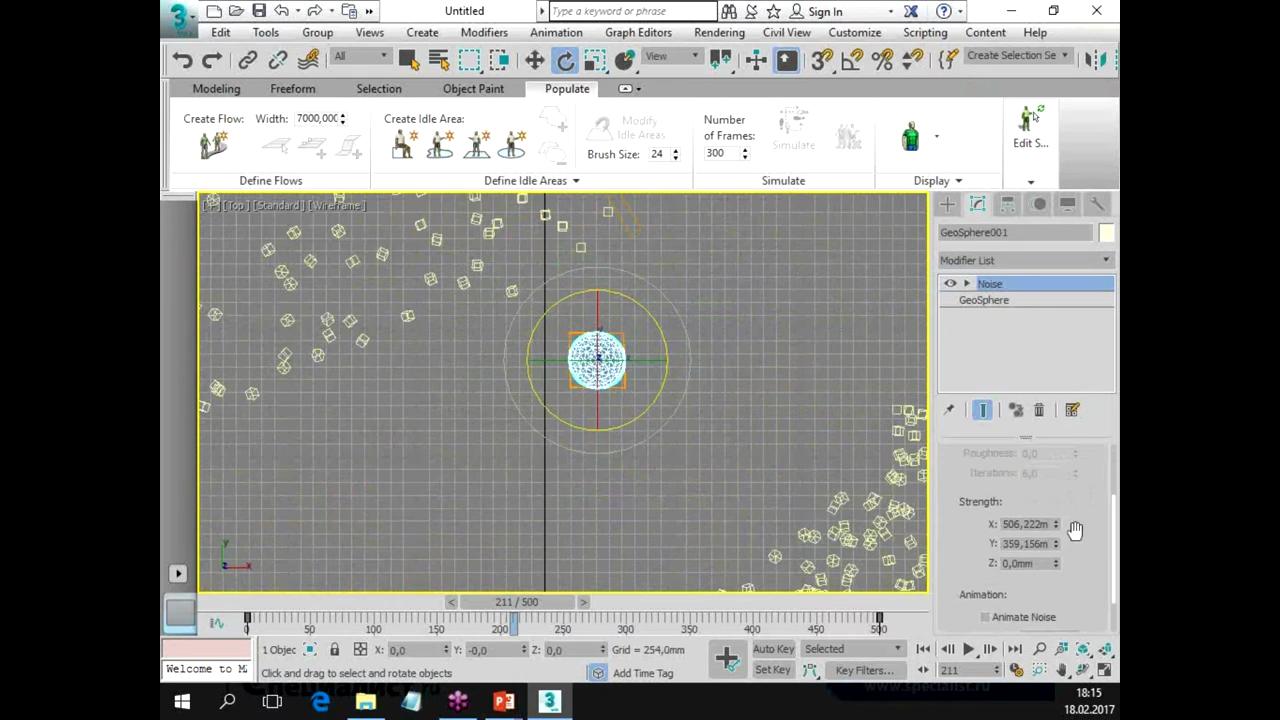 3
MAX
Untitled
Type a keyword or phrase
Sign In
Edit Tools Group Views Create Modifiers Animation Graph Editors Rendering Civil View Customize Scripting Content Help
All
View
Create Selection Se
Modeling Freeform Selection Object Paint Populate
Create Flow: Width: 7000,000
Create Idle Area:
Modify
Idle Areas
Brush Size: 24
Number
of Frames:
300
Simulate
Edit S...
Define Flows Define Idle Areas Simulate Display
[+] [Top] [Standard] [Wireframe]
GeoSphere001
Modifier List
Noise
GeoSphere
Roughness: 0,0
Iterations: 6,0
Strength:
X: 506,222m
Y: 359,156m
Z: 0,0mm
Animation:
Animate Noise
y
z x
< 211 / 500 >
0 50 100 150 200 250 300 350 400 450 500
1 Objec X: 0,0 Y: -0,0 Z: 0,0 Grid = 254,0mm
Auto Key Selected
Welcome to M
Click and drag to select and rotate objects
Add Time Tag
Set Key Key Filters...
211
Специалист.ru
www.specialist.ru
18:15
18.02.2017